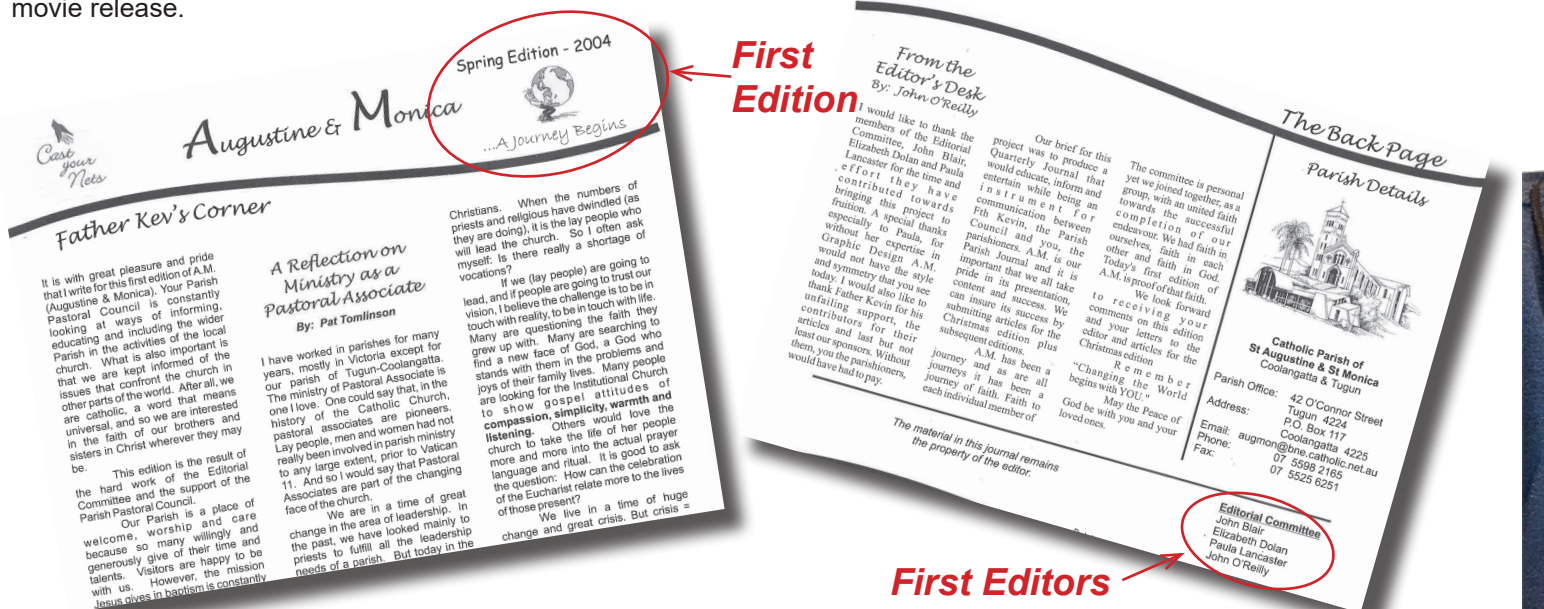 movie release.
First
Edition
Cast
your
Nets
Augustine & Monica
Spring Edition - 2004
...A Journey Begins
Father Kev's Corner
It is with great pleasure and pride
that I write for this first edition of A.M.
(Augustine & Monica). Your Parish
Pastoral Council is constantly
looking at ways of informing,
educating and including the wider
Parish in the activities of the local
church. What is also important is
that we are kept informed of the
issues that confront the church in
other parts of the world. After all, we
are catholic, a word that means
universal, and so we are interested
in the faith of our brothers and
sisters in Christ wherever they may
be.
This edition is the result of
the hard work of the Editorial
Committee and the support of the
Parish Pastoral Council.
Our Parish is a place of
welcome, worship and care
because so many willingly and
generously give of their time and
talents. Visitors are happy to be
with us. However, the mission
Jesus gives in baptism is constantly
A Reflection on
Ministry as a
Pastoral Associate
By: Pat Tomlinson
I have worked in parishes for many
years, mostly in Victoria except for
our parish of Tugun-Coolangatta.
The ministry of Pastoral Associate is
one I love. One could say that, in the
history of the Catholic Church,
pastoral associates are pioneers.
Lay people, men and women had not
really been involved in parish ministry
to any large extent, prior to Vatican
11. And so I would say that Pastoral
Associates are part of the changing
face of the church.
We are in a time of great
change in the area of leadership. In
the past, we have looked mainly to
priests to fulfill all the leadership
needs of a parish. But today in the
Christians. When the numbers of
priests and religious have dwindled (as
they are doing), it is the lay people who
will lead the church. So I often ask
myself: Is there really a shortage of
vocations?
If we (lay people) are going to
lead, and if people are going to trust our
vision, I believe the challenge is to be in
touch with reality, to be in touch with life.
Many are questioning the faith they
grew up with. Many are searching to
find a new face of God, a God who
stands with them in the problems and
joys of their family lives. Many people
are looking for the Institutional Church
to show gospel attitudes of
compassion, simplicity, warmth and
listening. Others would love the
church to take the life of her people
more and more into the actual prayer
language and ritual. It is good to ask
the question: How can the celebration
of the Eucharist relate more to the lives
of those present?
We live in a time of huge
change and great crisis. But crisis =
From the
Editor's Desk
By: John O'Reilly
I would like to thank the
members of the Editorial
Committee, John Blair,
Elizabeth Dolan and Paula
Lancaster for the time and
effort they have
contributed towards
bringing this project to
fruition. A special thanks
especially to Paula, for
without her expertise in
Graphic Design A.M.
would not have the style
and symmetry that you see
today. I would also like to
thank Father Kevin for his
unfailing support, the
contributors for their
articles and last but not
least our sponsors. Without
them, you the parishioners,
would have had to pay.
Our brief for this
project was to produce a
Quarterly Journal that
would educate, inform and
entertain while being an
instrument for
communication between
Fth Kevin, the Parish
Council and you, the
parishioners. A.M. is our
Parish Journal and it is
important that we all take
pride in its presentation,
content and success. We
can insure its success by
submitting articles for the
Christmas edition plus
subsequent editions.
A.M. has been a
journey and as are all
journeys it has been a
journey of faith. Faith to
each individual member of
The committee is personal
yet we joined together, as a
group, with an united faith
towards the successful
completion of our
endeavour. We had faith in
ourselves, faith in each
other and faith in God
Today's first edition of
A.M. is proof of that faith.
We look forward
to receiving your
comments on this edition
and your letters to the
editor and articles for the
Christmas edition
Remember
"Changing the World
begins with YOU."
May the Peace of
God be with you and your
loved ones.
The material in this journal remains
the property of the editor.
The Back Page
Parish Details
Catholic Parish of
St Augustine & St Monica
Coolangatta & Tugun
Parish Office: 42 O'Connor Street
Tugun 4224
Address: P.O. Box 117
Coolangatta 4225
Email: augmon@bne.catholic.net.au
Phone: 07 5598 2165
Fax: 07 5525 6251
Editorial Committee
John Blair
Elizabeth Dolan
Paula Lancaster
John O'Reilly
First Editors